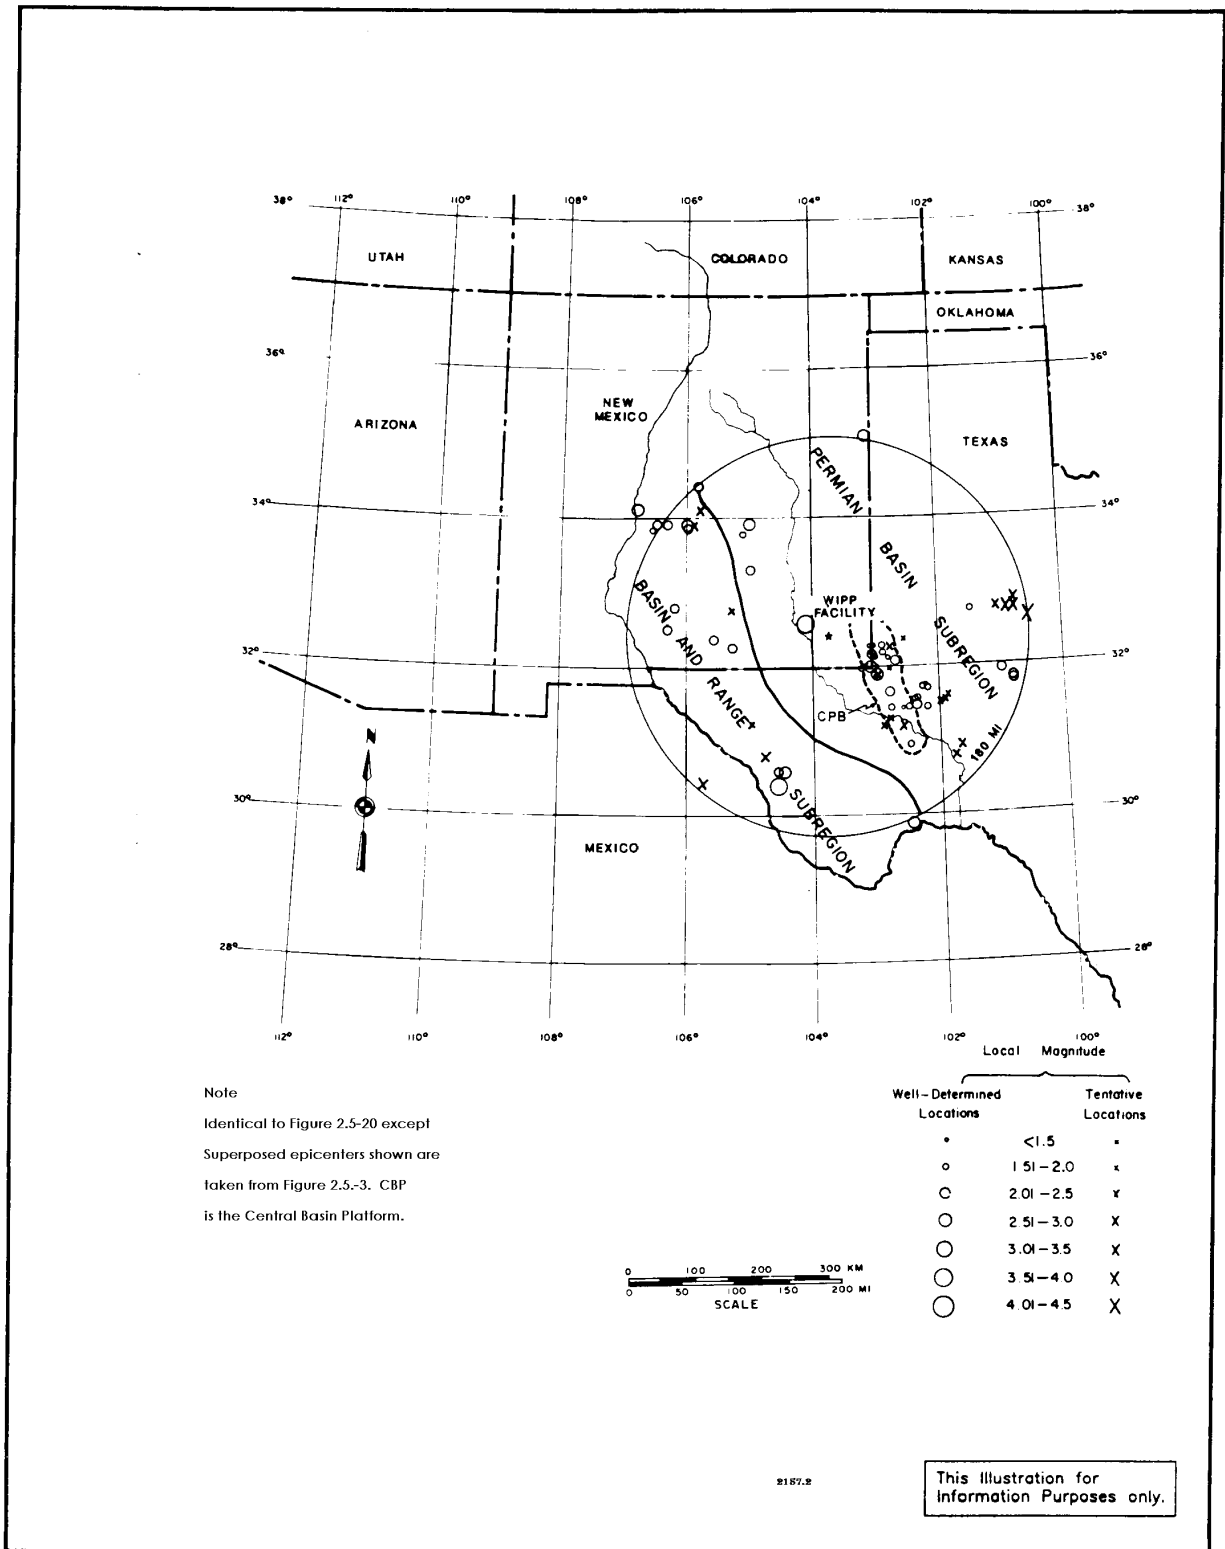 38° 112° 110° 108° 106° 104° 102° 100° 38°
UTAH COLORADO KANSAS
OKLAHOMA
36° 36°
NEW
MEXICO
ARIZONA TEXAS
PERMIAN
34° 34°
BASIN
BASIN AND
WIPP
FACILITY
SUBREGION
32° 32°
RANGE
CPB
180 MI
N
30° 30°
SUBREGION
MEXICO
28° 28°
112° 110° 108° 106° 104° 102° 100°
Local Magnitude
Note
Well-Determined Tentative
Locations Locations
Identical to Figure 2.5-20 except
Superposed epicenters shown are
taken from Figure 2.5.-3. CBP
is the Central Basin Platform.
<1.5
1.51-2.0
2.01-2.5
2.51-3.0
3.01-3.5
3.51-4.0
4.01-4.5
0 100 200 300 KM
0 50 100 150 200 MI
SCALE
2157.2
This Illustration for
Information Purposes only.